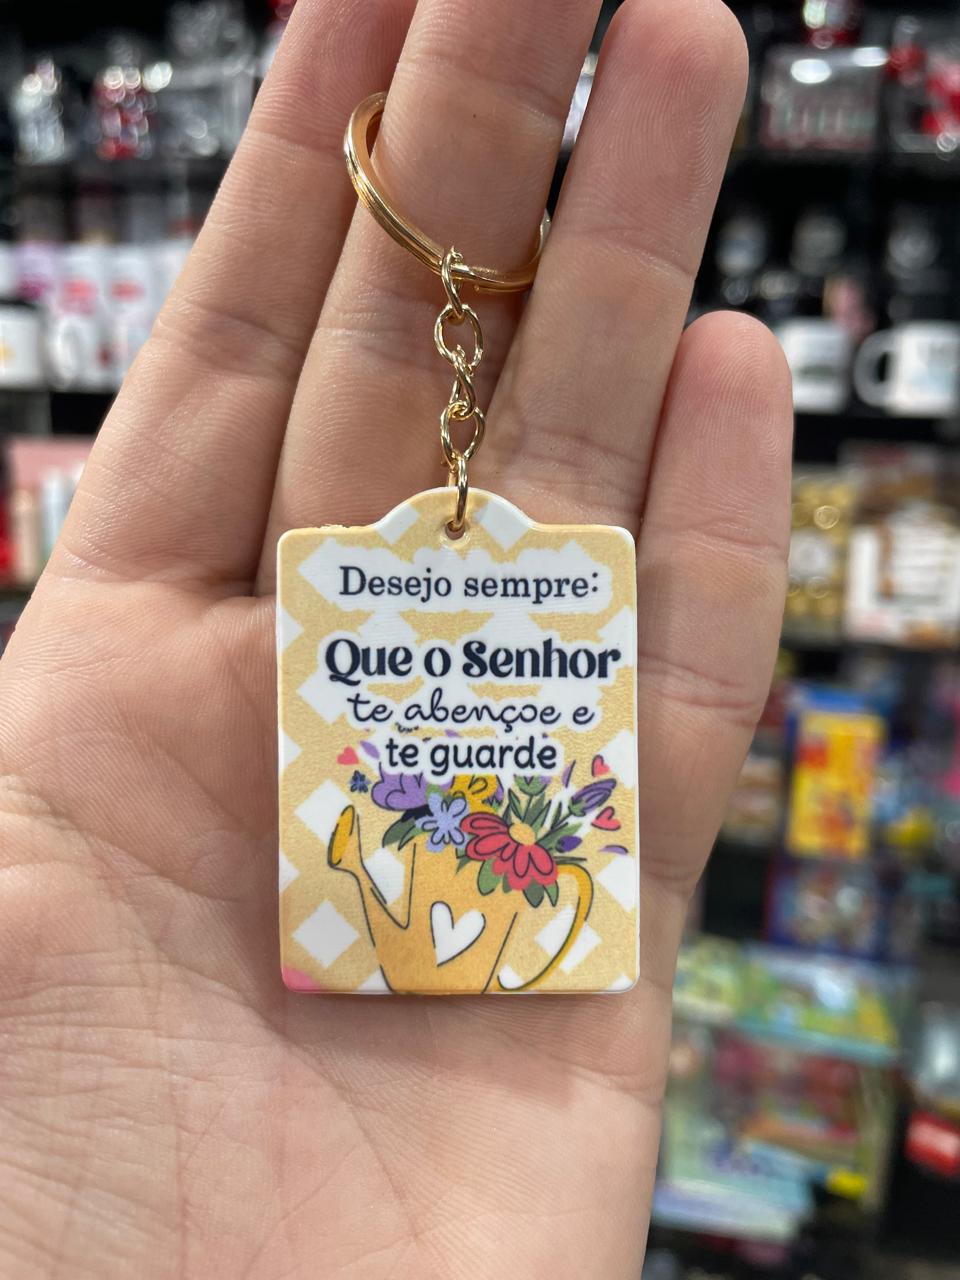 Desejo sempre:
Que o Senhor
te abençoe e
te guarde